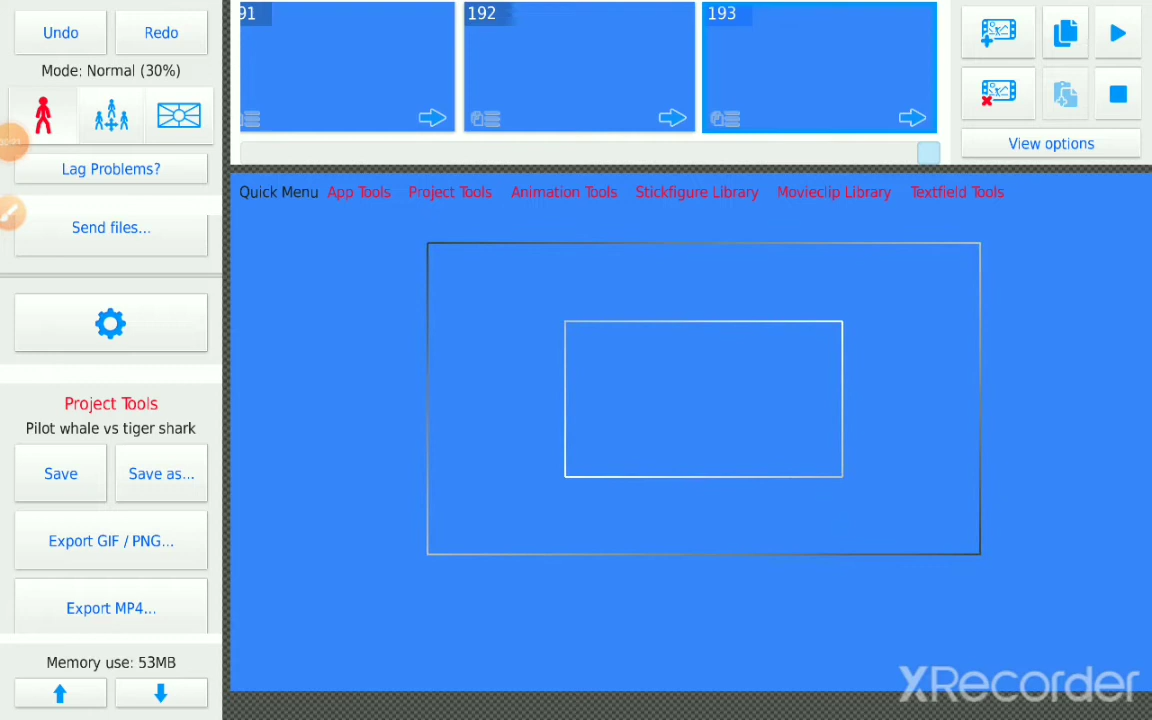 Undo
Redo
Mode: Normal (30%)
Lag Problems?
Send files...
Project Tools
Pilot whale vs tiger shark
Save
Save as...
Export GIF / PNG...
Export MP4...
Memory use: 53MB
91
192
193
View options
Quick Menu App Tools Project Tools Animation Tools Stickfigure Library Movieclip Library Textfield Tools
XRecorder